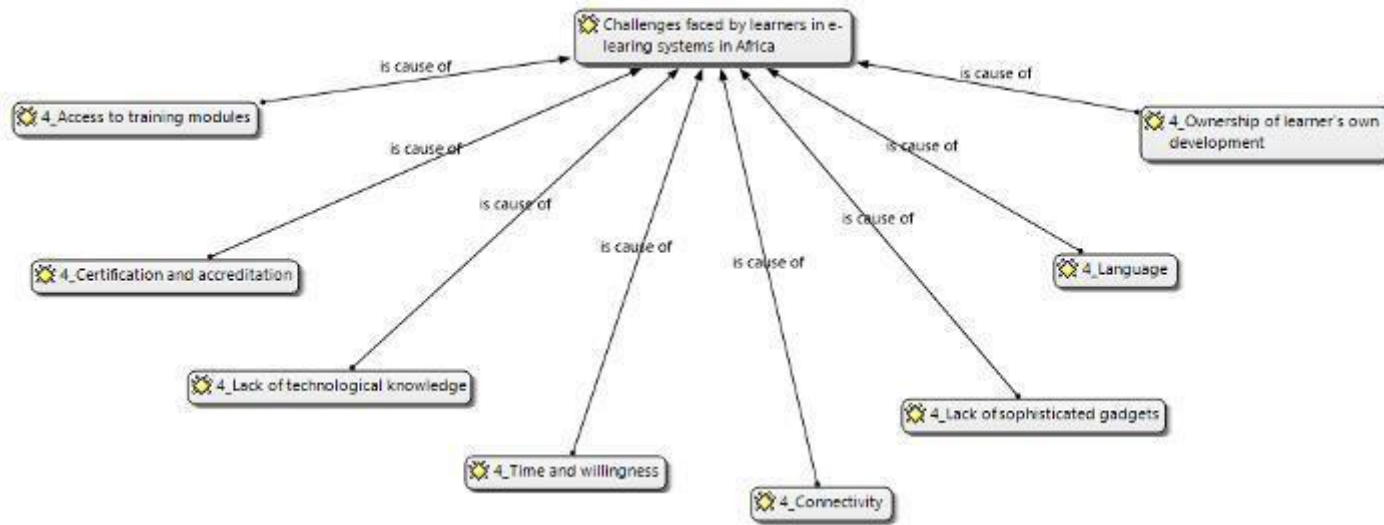 Challenges faced by learners in e-
learing systems in Africa
is cause of
is cause of
4_Access to training modules
4_Ownership of learner's own
development
is cause of
is cause of
is cause of
is cause of
is cause of
is cause of
4_Certification and accreditation
4_Language
4_Lack of technological knowledge
4_Lack of sophisticated gadgets
4_Time and willingness
4_Connectivity